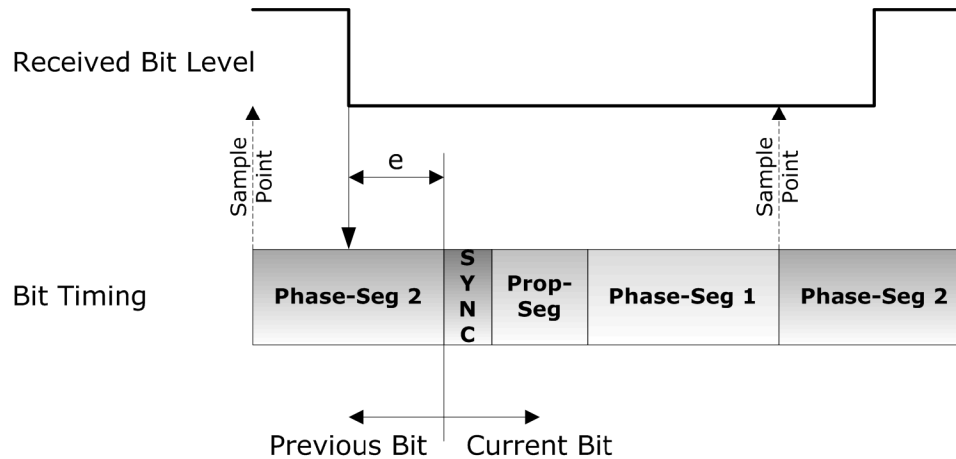 Received Bit Level
Sample
Point
e
Sample
Point
Bit Timing
Phase-Seg 2
S
Y
N
C
Prop-
Seg
Phase-Seg 1
Phase-Seg 2
Previous Bit
Current Bit